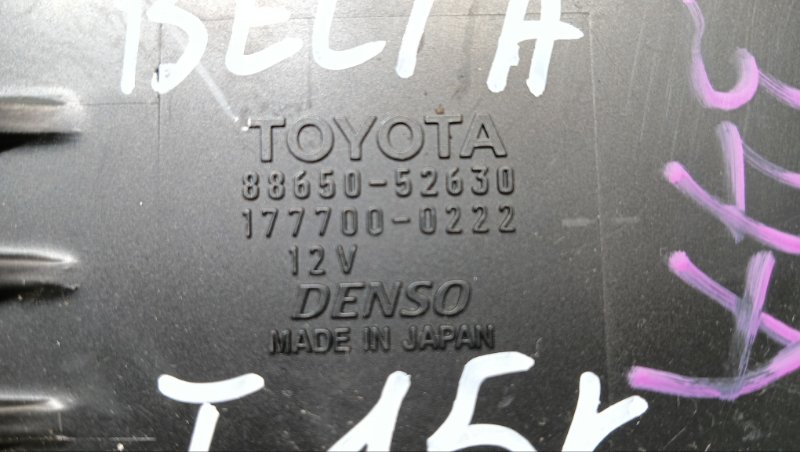 BELTA
TOYOTA
88650-52630
177700-0222
12V
DENSO
MADE IN JAPAN